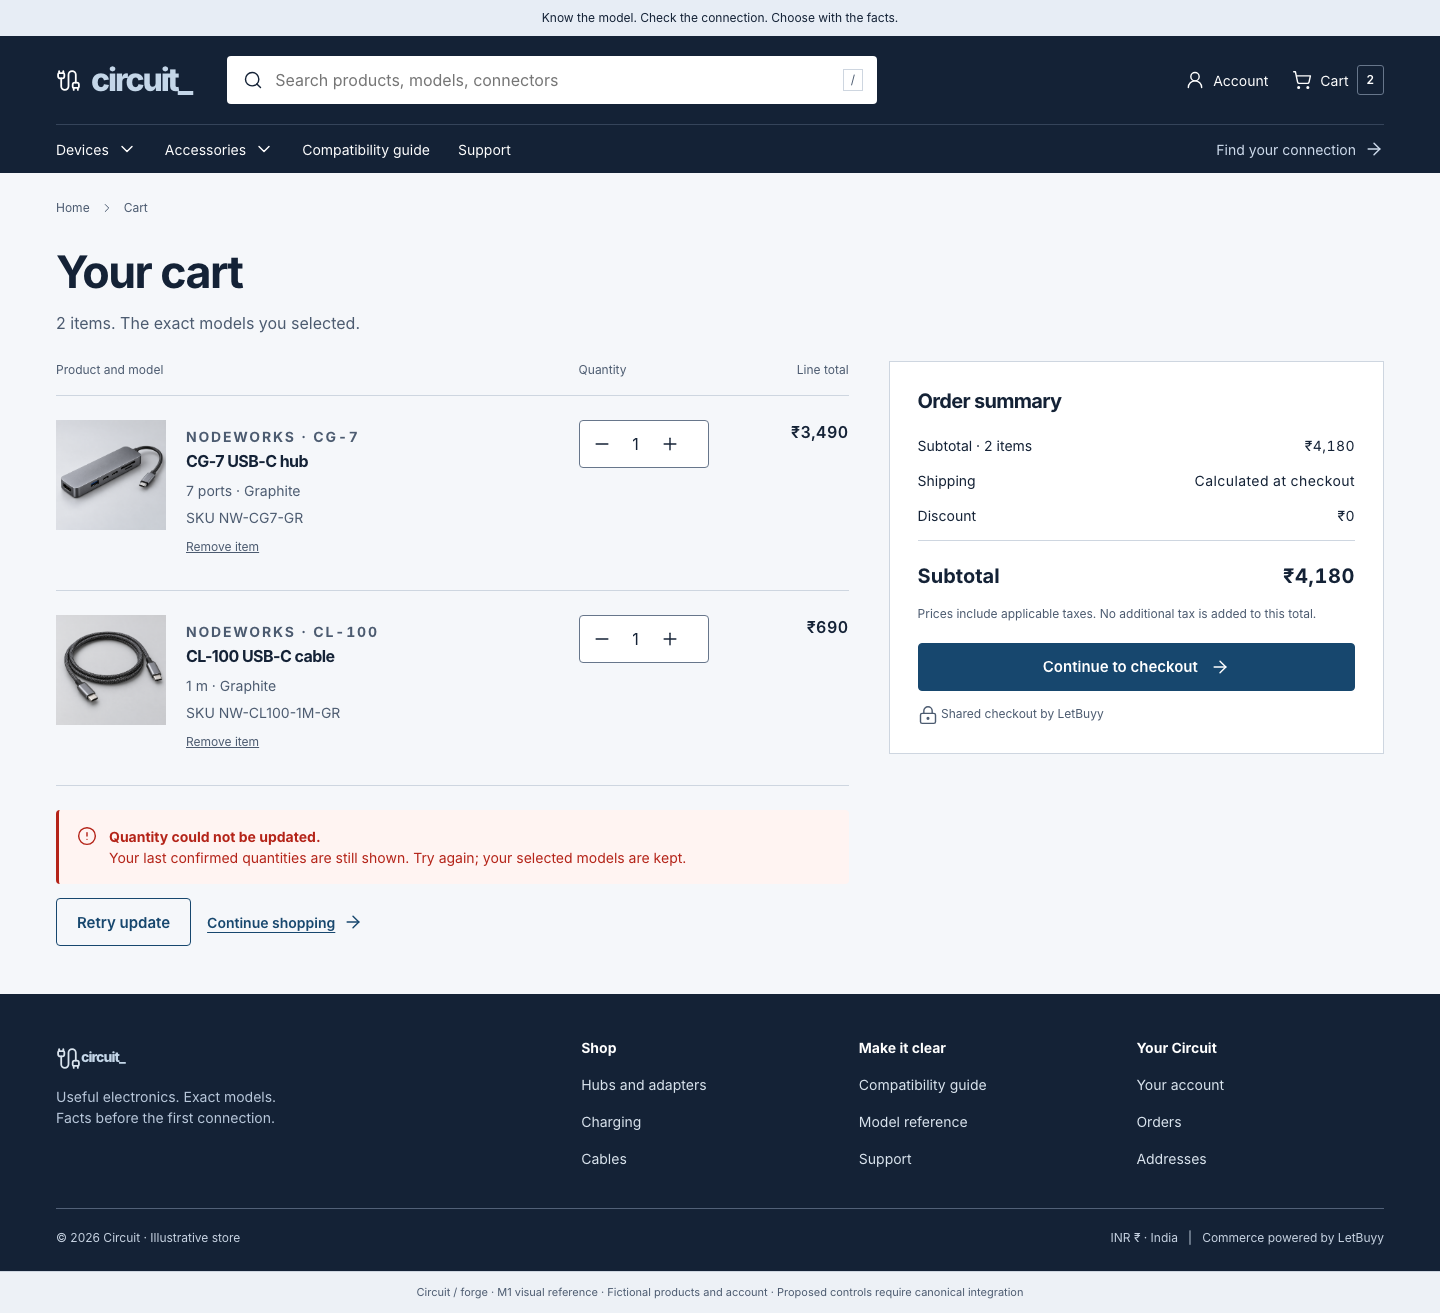 Know the model. Check the connection. Choose with the facts.
circuit_
Search products, models, connectors
/
Account
Cart
2
Devices
Accessories
Compatibility guide
Support
Find your connection
Home
Cart
Your cart
2 items. The exact models you selected.
Product and model
Quantity
Line total
NODEWORKS · CG-7
CG-7 USB-C hub
7 ports · Graphite
SKU NW-CG7-GR
Remove item
1
₹3,490
NODEWORKS · CL-100
CL-100 USB-C cable
1 m · Graphite
SKU NW-CL100-1M-GR
Remove item
1
₹690
Order summary
Subtotal · 2 items ₹4,180
Shipping Calculated at checkout
Discount ₹0
Subtotal ₹4,180
Prices include applicable taxes. No additional tax is added to this total.
Continue to checkout
Shared checkout by LetBuyy
Quantity could not be updated.
Your last confirmed quantities are still shown. Try again; your selected models are kept.
Retry update
Continue shopping
circuit_
Useful electronics. Exact models.
Facts before the first connection.
Shop
Hubs and adapters
Charging
Cables
Make it clear
Compatibility guide
Model reference
Support
Your Circuit
Your account
Orders
Addresses
© 2026 Circuit · Illustrative store
INR ₹ · India | Commerce powered by LetBuyy
Circuit / forge · M1 visual reference · Fictional products and account · Proposed controls require canonical integration